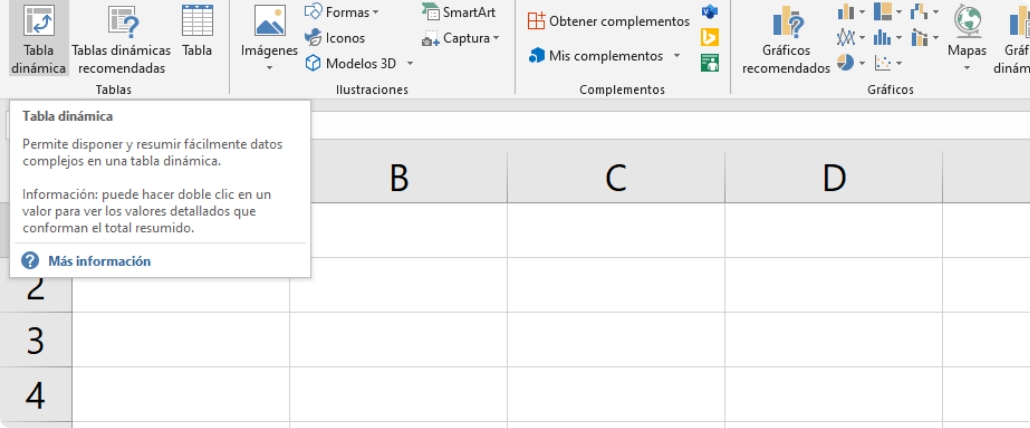 Tabla dinámica
Tablas dinámicas recomendadas
Tabla
Tablas
Imágenes
Formas
Iconos
Modelos 3D
SmartArt
Captura
Ilustraciones
Obtener complementos
Mis complementos
Complementos
Gráficos recomendados
Mapas
Gráficos
Tabla dinámica
Permite disponer y resumir fácilmente datos
complejos en una tabla dinámica.
Información: puede hacer doble clic en un
valor para ver los valores detallados que
conforman el total resumido.
Más información
B
C
D
2
3
4